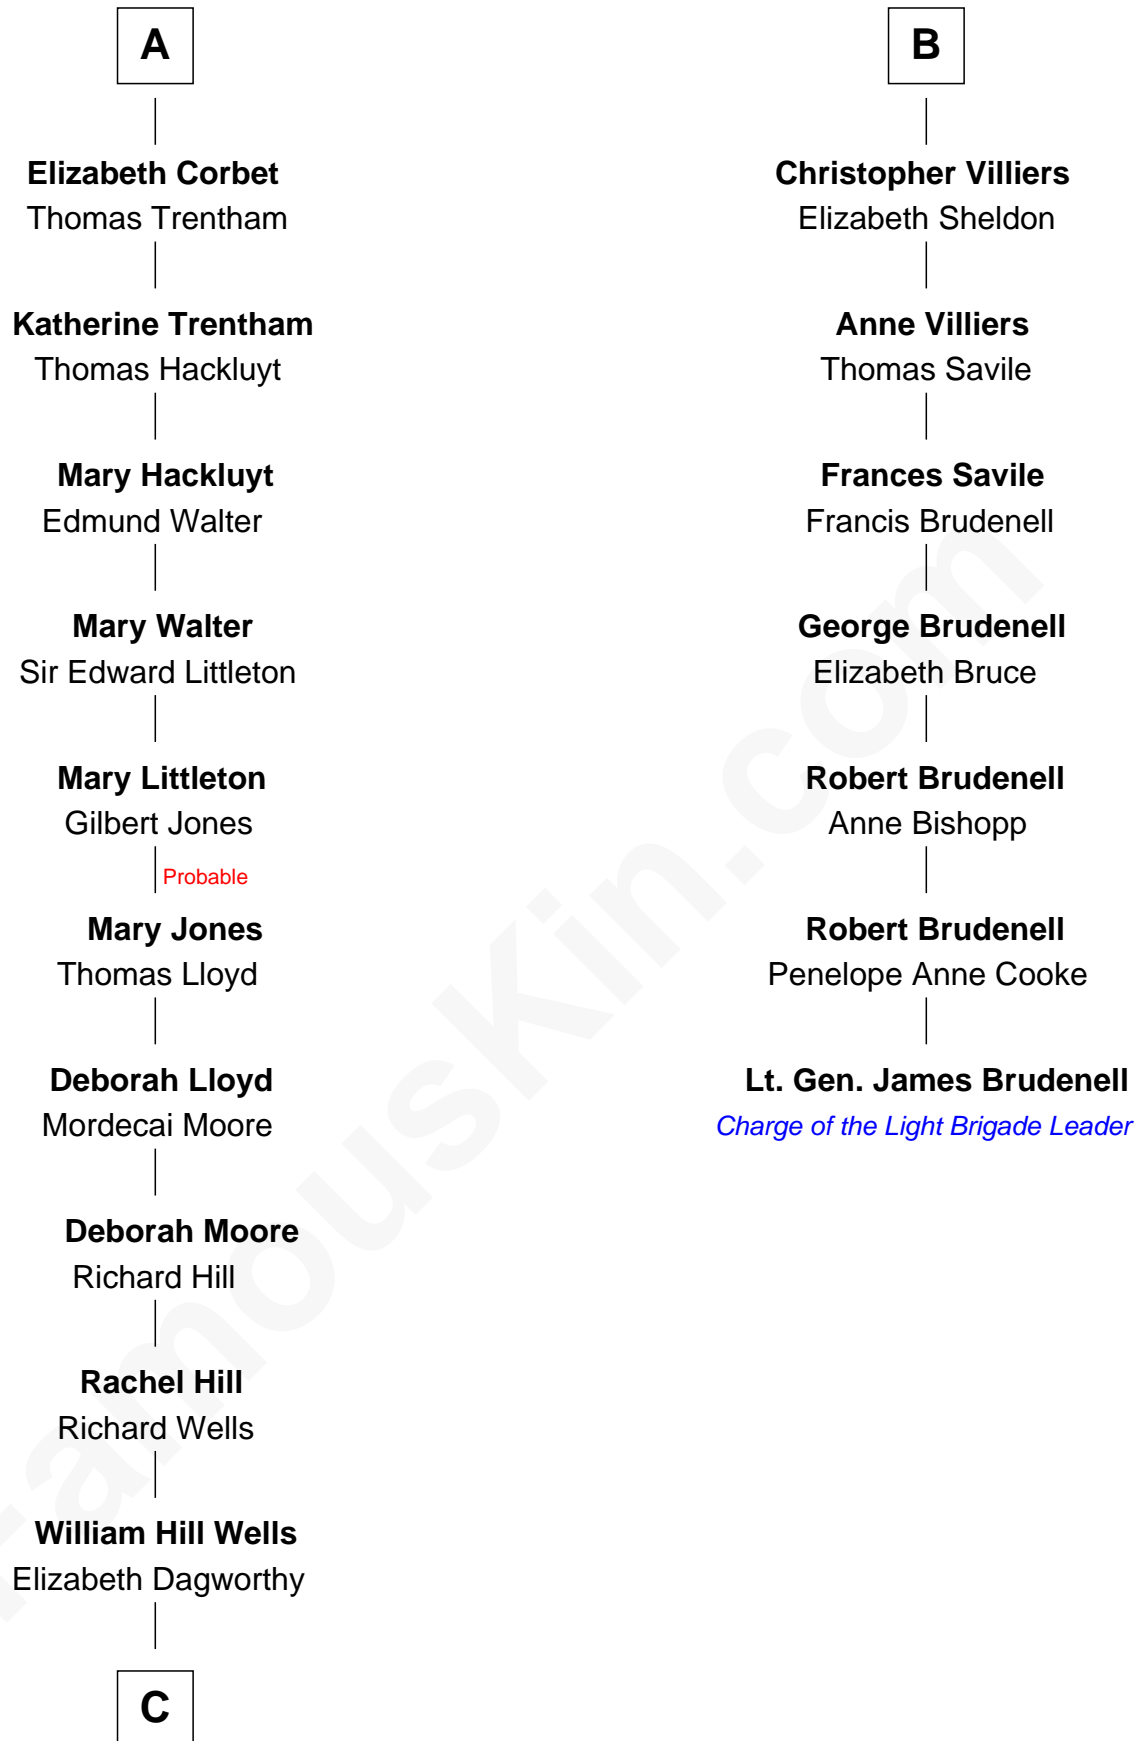 A
Elizabeth Corbet
Thomas Trentham
Katherine Trentham
Thomas Hackluyt
Mary Hackluyt
Edmund Walter
Mary Walter
Sir Edward Littleton
Mary Littleton
Gilbert Jones
Probable
Mary Jones
Thomas Lloyd
Deborah Lloyd
Mordecai Moore
Deborah Moore
Richard Hill
Rachel Hill
Richard Wells
William Hill Wells
Elizabeth Dagworthy
C
B
Christopher Villiers
Elizabeth Sheldon
Anne Villiers
Thomas Savile
Frances Savile
Francis Brudenell
George Brudenell
Elizabeth Bruce
Robert Brudenell
Anne Bishopp
Robert Brudenell
Penelope Anne Cooke
Lt. Gen. James Brudenell
Charge of the Light Brigade Leader
FamousKin.com